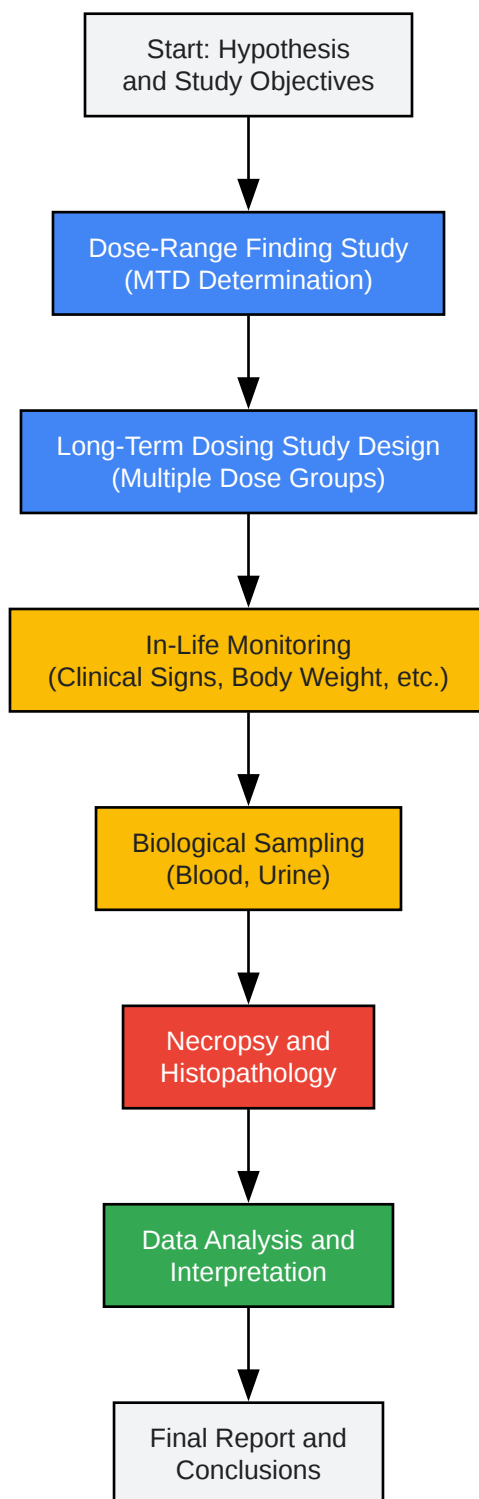 Start: Hypothesis
and Study Objectives
Dose-Range Finding Study
(MTD Determination)
Long-Term Dosing Study Design
(Multiple Dose Groups)
In-Life Monitoring
(Clinical Signs, Body Weight, etc.)
Biological Sampling
(Blood, Urine)
Necropsy and
Histopathology
Data Analysis and
Interpretation
Final Report and
Conclusions